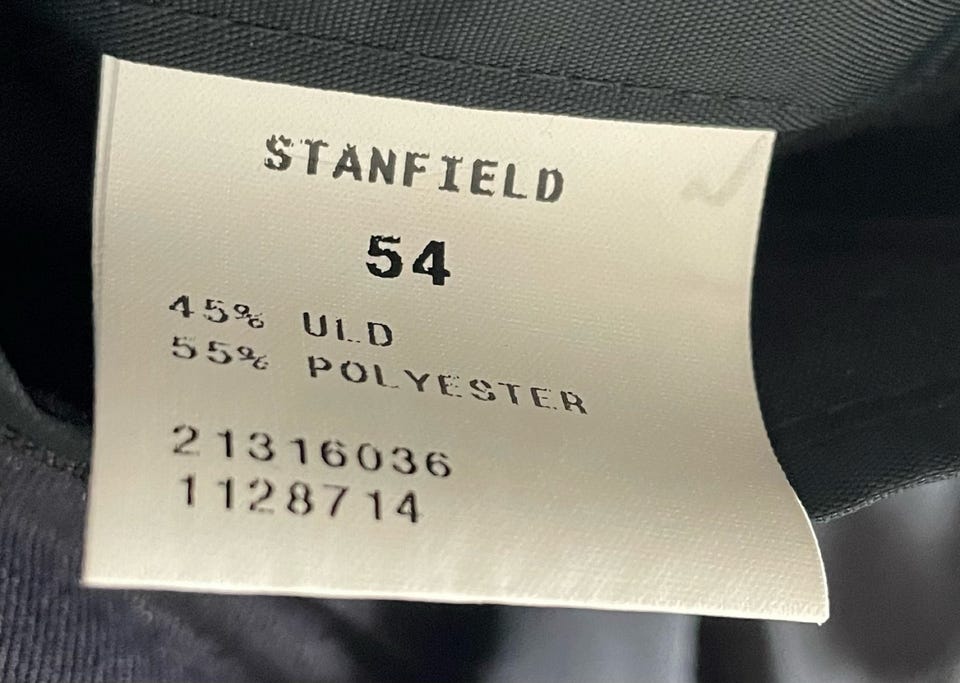 STANFIELD
54
45% ULD
55% POLYESTER
21316036
1128714